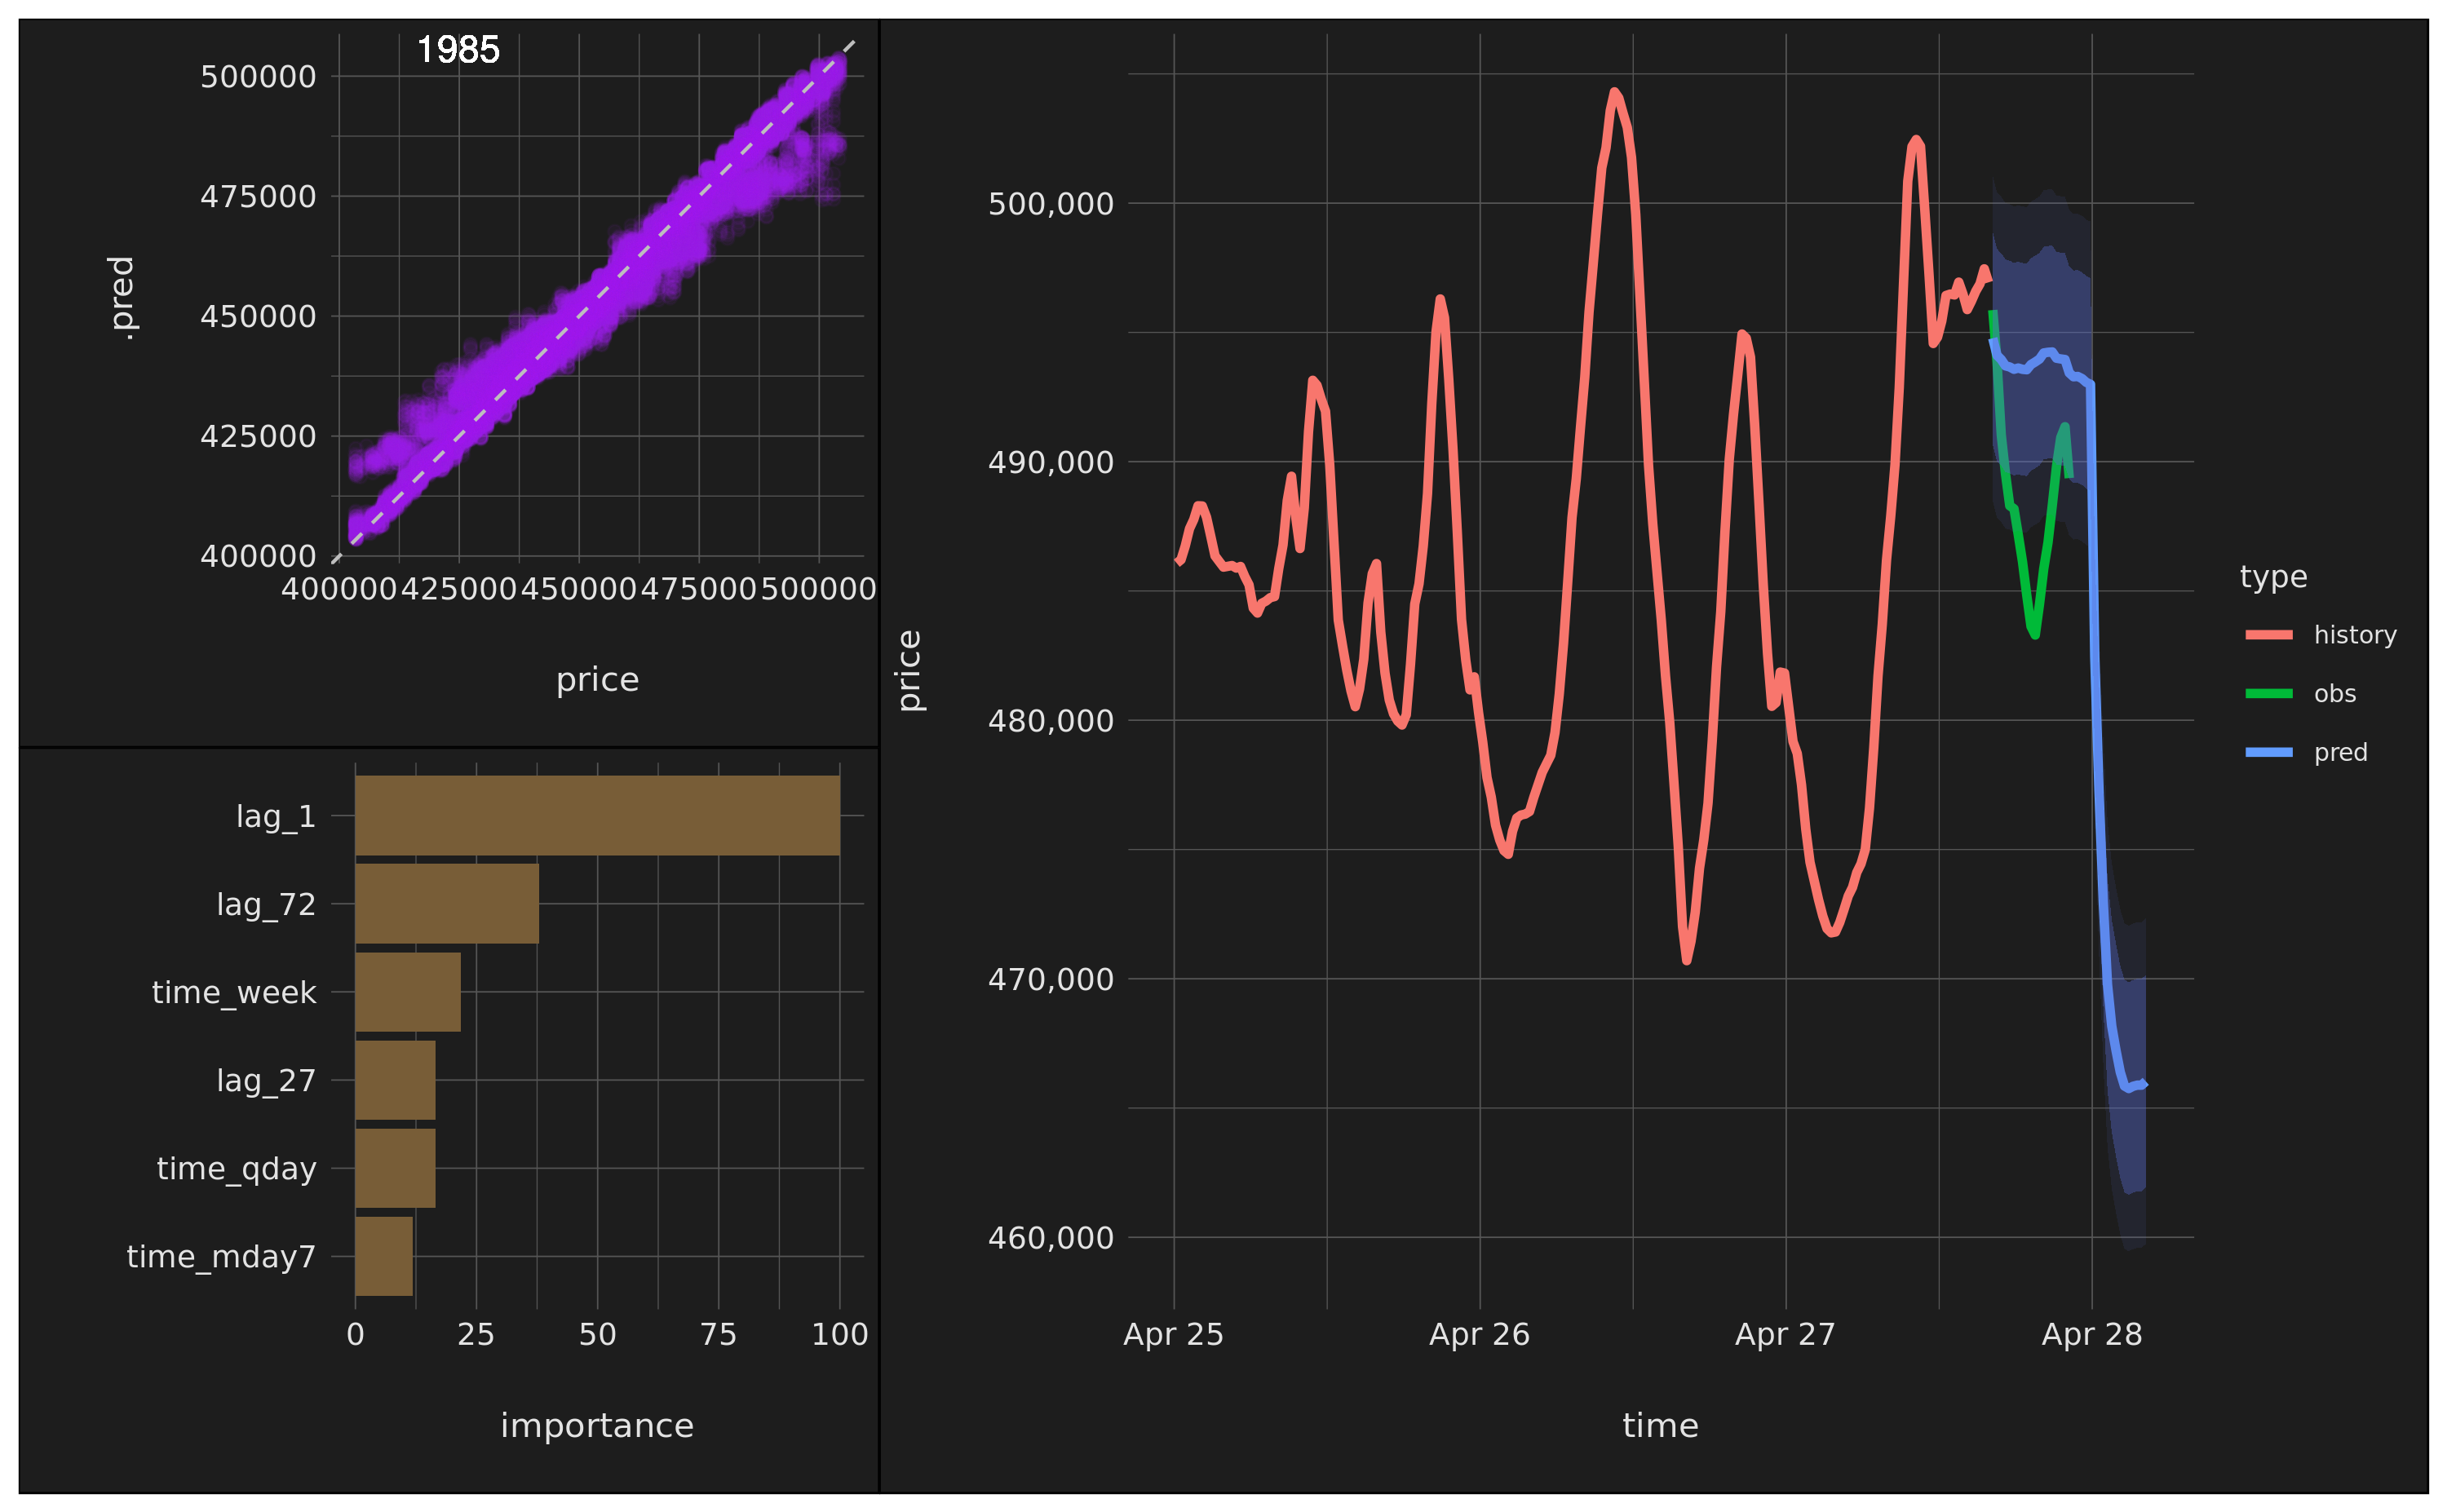 1985
.pred
500000
475000
450000
425000
400000
400000 425000 450000 475000 500000
price
lag_1
lag_72
time_week
lag_27
time_qday
time_mday7
0 25 50 75 100
importance
price
500,000
490,000
480,000
470,000
460,000
Apr 25 Apr 26 Apr 27 Apr 28
time
type
history
obs
pred